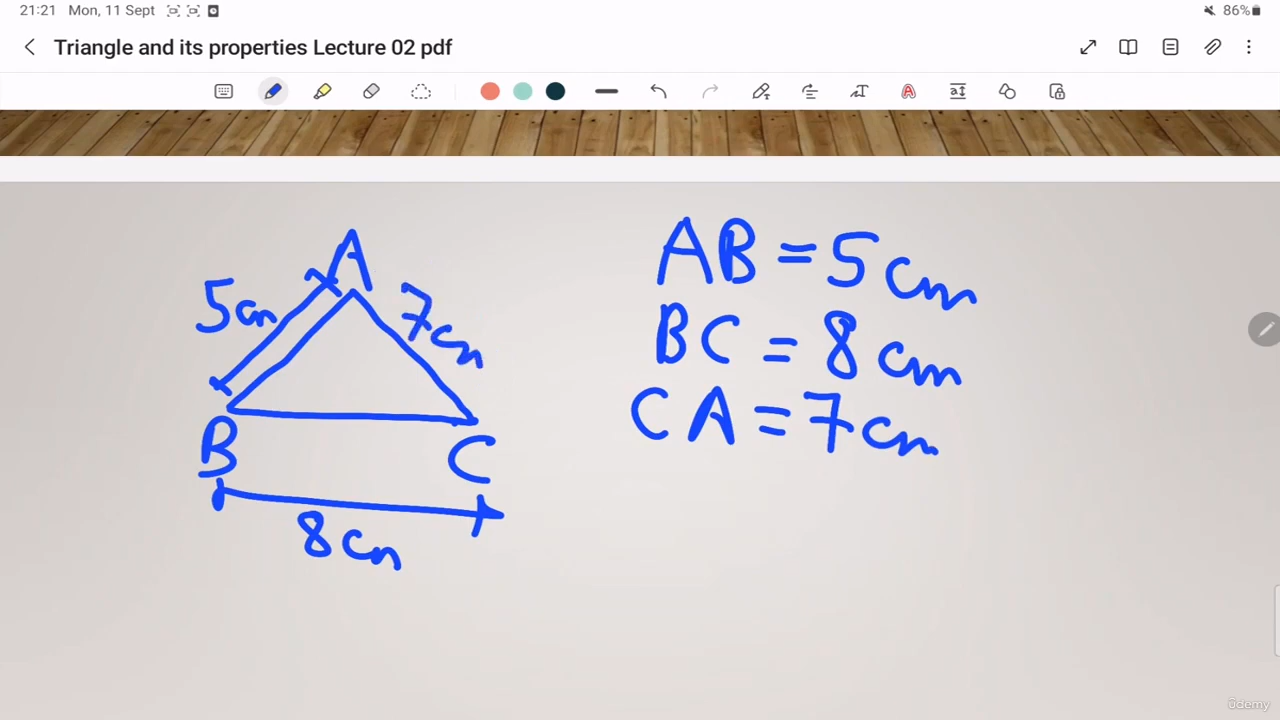 21:21 Mon, 11 Sept 86%
Triangle and its properties Lecture 02 pdf
A
5cm 7cm
B C
8cm
AB = 5cm
BC = 8cm
CA = 7cm
ûdemy